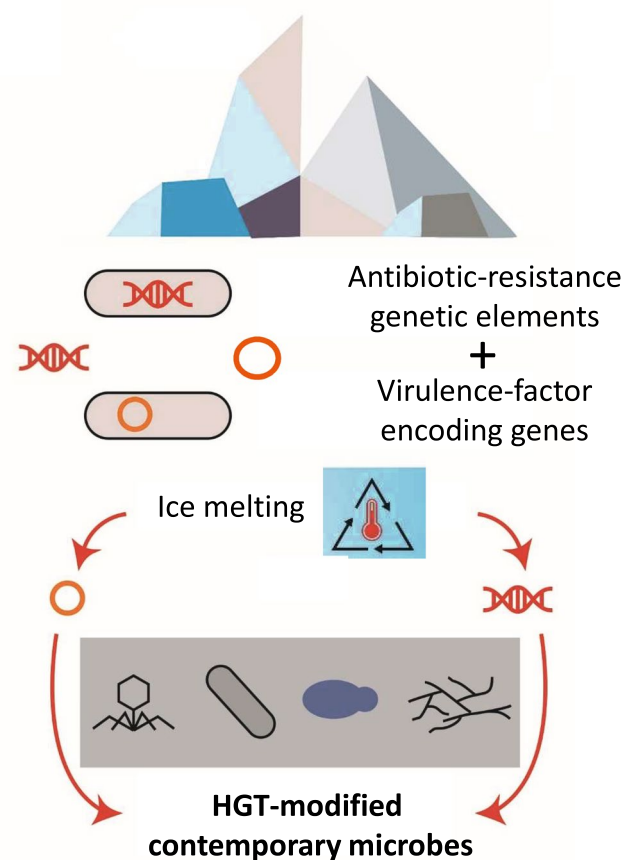 Antibiotic-resistance
genetic elements
+
Virulence-factor
encoding genes
Ice melting
HGT-modified
contemporary microbes